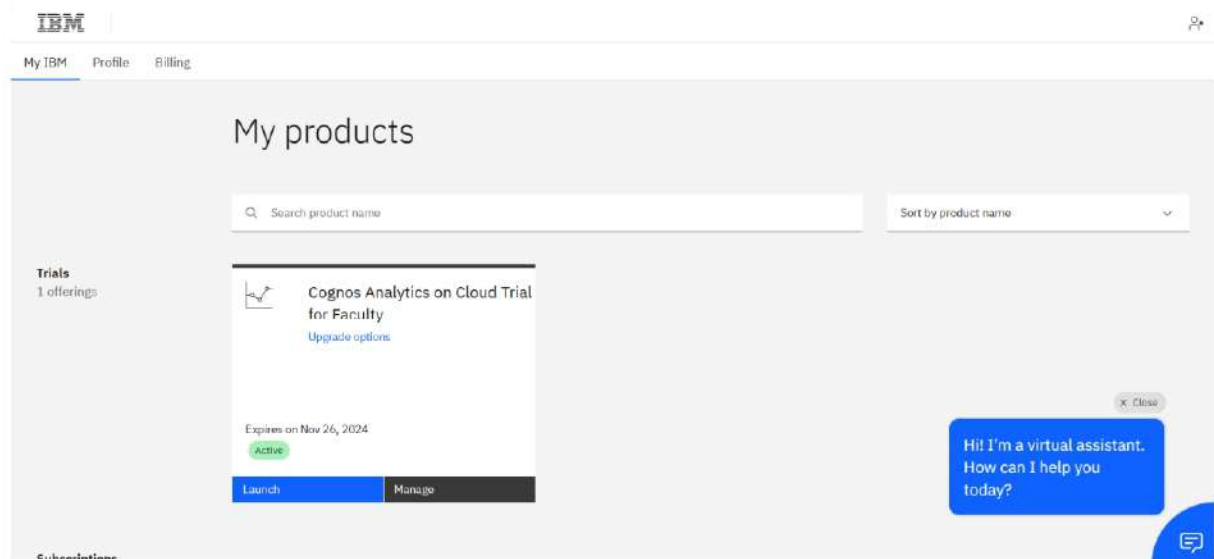 IBM
My IBM Profile Billing
My products
Search product name
Sort by product name
Trials
1 offerings
Cognos Analytics on Cloud Trial
for Faculty
Upgrade options
Expires on Nov 26, 2024
Active
Launch Manage
× Close
Hi! I'm a virtual assistant.
How can I help you
today?
Subscriptions